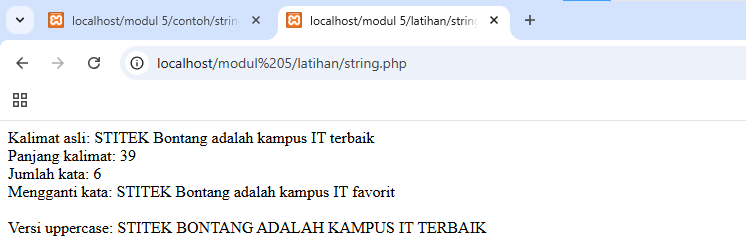 localhost/modul 5/contoh/strin
localhost/modul 5/latihan/string
localhost/modul%205/latihan/string.php
Kalimat asli: STITEK Bontang adalah kampus IT terbaik
Panjang kalimat: 39
Jumlah kata: 6
Mengganti kata: STITEK Bontang adalah kampus IT favorit
Versi uppercase: STITEK BONTANG ADALAH KAMPUS IT TERBAIK